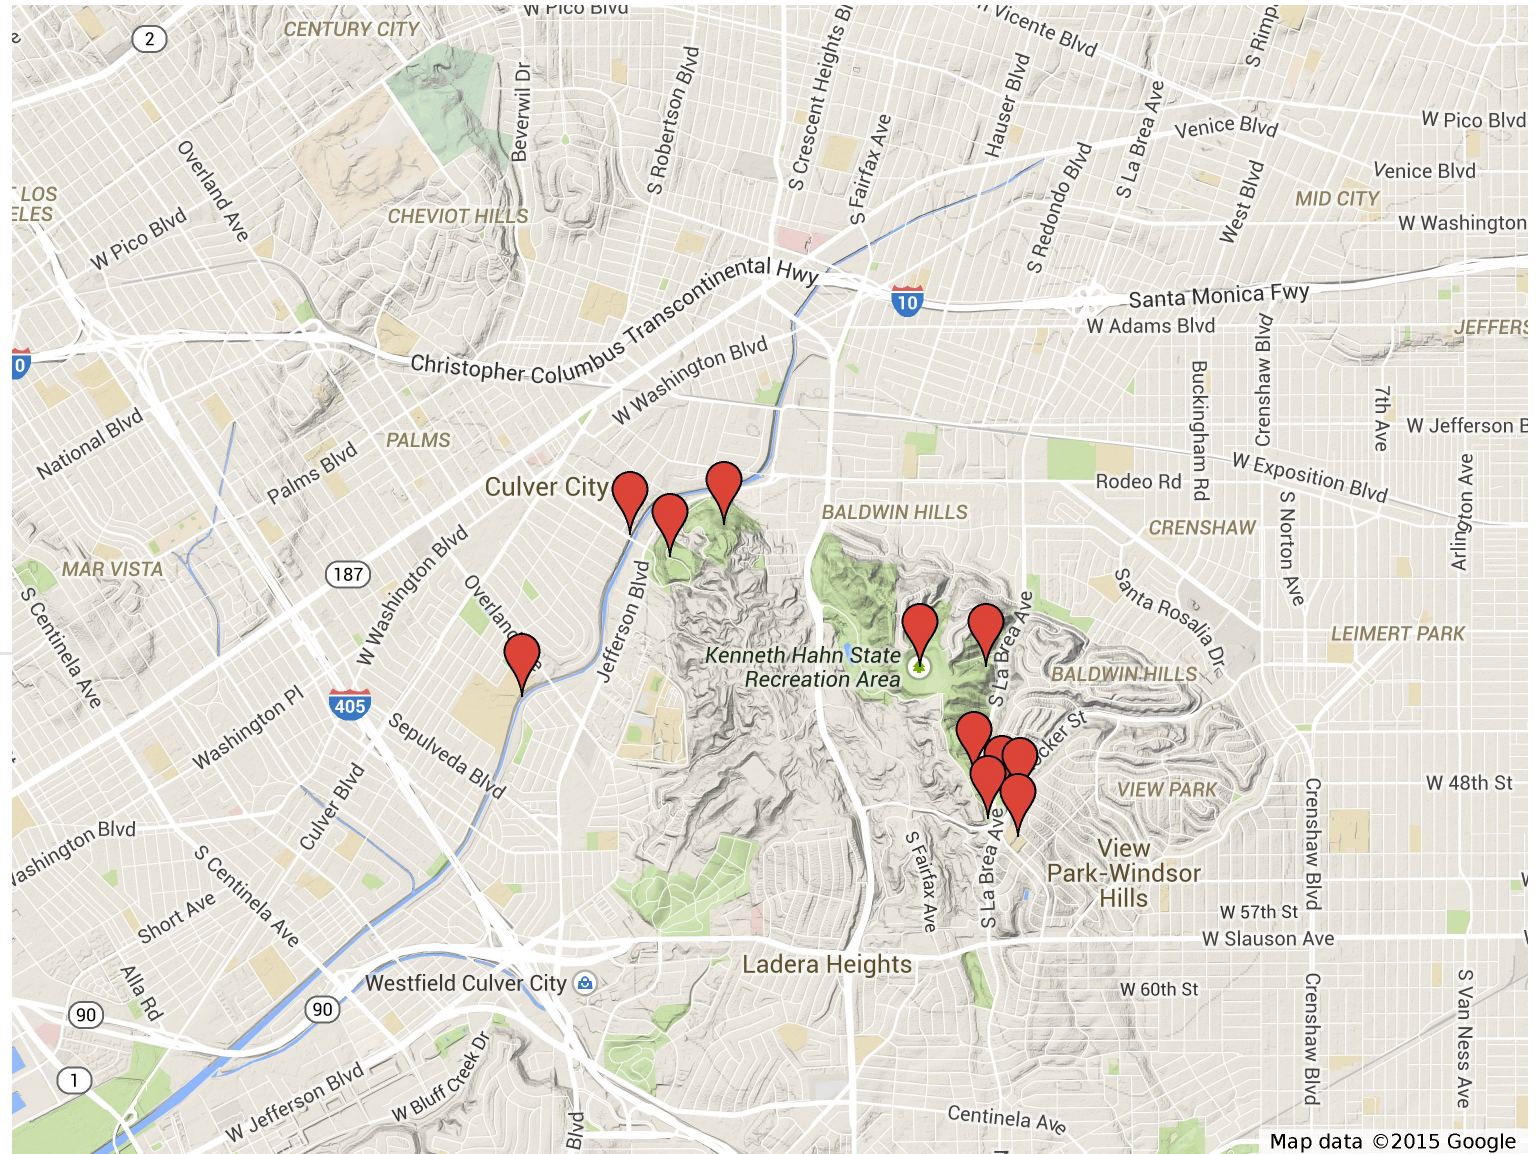 W Pico Blvd
CENTURY CITY
2
Beverwil Dr
S Robertson Blvd
S Crescent Heights Bl
S Fairfax Ave
Hauser Blvd
Vicente Blvd
S La Brea Ave
S Rimp
W Pico Blvd
Venice Blvd
Venice Blvd
Overland Ave
LOS
ELES
W Pico Blvd
CHEVIOT HILLS
S Redondo Blvd
West Blvd
MID CITY
W Washington
Christopher Columbus Transcontinental Hwy
10
Santa Monica Fwy
W Adams Blvd
JEFFERS
0
W Washington Blvd
Buckingham Rd
Crenshaw Blvd
7th Ave
National Blvd
PALMS
W Jefferson B
Palms Blvd
W Exposition Blvd
Culver City
Rodeo Rd
BALDWIN HILLS
CRENSHAW
S Norton Ave
Arlington Ave
MAR VISTA
187
W Washington Blvd
Overland
Jefferson Blvd
S Centinela Ave
Santa Rosalia Dr
S La Brea Ave
LEIMERT PARK
Kenneth Hahn State
Recreation Area
BALDWIN HILLS
405
Washington Pl
Sepulveda Blvd
ocker St
VIEW PARK
W 48th St
Culver Blvd
Crenshaw Blvd
ashington Blvd
S Centinela Ave
S Fairfax Ave
S La Brea Ave
View
Park-Windsor
Hills
Short Ave
W 57th St
W Slauson Ave
Ladera Heights
Alla Rd
Westfield Culver City
W 60th St
90
90
Crenshaw Blvd
S Van Ness Ave
1
W Jefferson Blvd
W Bluff Creek Dr
Blvd
Centinela Ave
Map data ©2015 Google